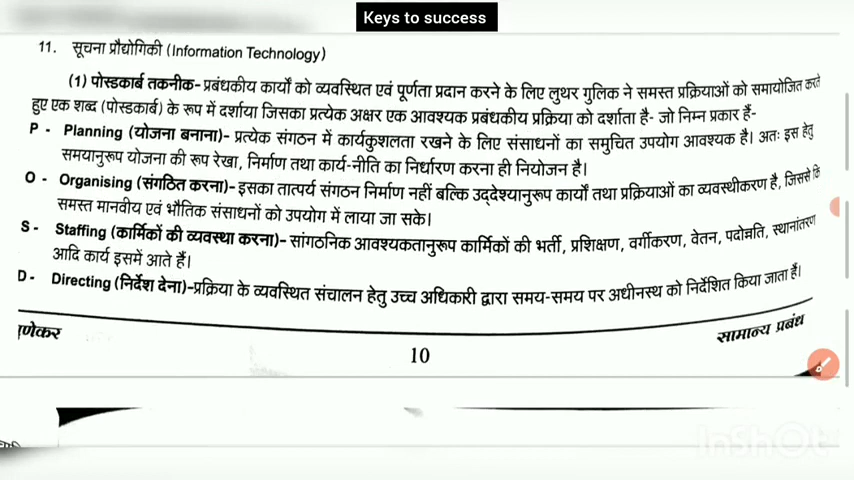 Keys to success
11. सूचना प्रौद्योगिकी (Information Technology)
(1) पोस्डकार्ब तकनीक- प्रबंधकीय कार्यों को व्यवस्थित एवं पूर्णता प्रदान करने के लिए लुथर गुलिक ने समस्त प्रक्रियाओं को समायोजित करते
हुए एक शब्द (पोस्डकार्ब) के रूप में दर्शाया जिसका प्रत्येक अक्षर एक आवश्यक प्रबंधकीय प्रक्रिया को दर्शाता है- जो निम्न प्रकार हैं-
P - Planning (योजना बनाना)- प्रत्येक संगठन में कार्यकुशलता रखने के लिए संसाधनों का समुचित उपयोग आवश्यक है। अतः इस हेतु
समयानुरूप योजना की रूप रेखा, निर्माण तथा कार्य-नीति का निर्धारण करना ही नियोजन है।
O - Organising (संगठित करना)- इसका तात्पर्य संगठन निर्माण नहीं बल्कि उद्देश्यानुरूप कार्यों तथा प्रक्रियाओं का व्यवस्थीकरण है, जिससे कि
समस्त मानवीय एवं भौतिक संसाधनों को उपयोग में लाया जा सके।
S - Staffing (कार्मिकों की व्यवस्था करना)- सांगठनिक आवश्यकतानुरूप कार्मिकों की भर्ती, प्रशिक्षण, वर्गीकरण, वेतन, पदोन्नति, स्थानांतरण
आदि कार्य इसमें आते हैं।
D - Directing (निर्देश देना)-प्रक्रिया के व्यवस्थित संचालन हेतु उच्च अधिकारी द्वारा समय-समय पर अधीनस्थ को निर्देशित किया जाता हैं।
णेकर
10
सामान्य प्रबंध
InShOt